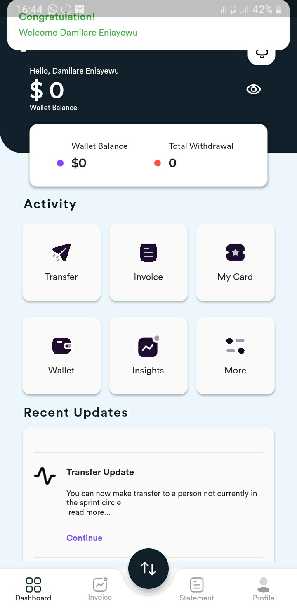 16:44
42%
Congratulation!
Welcome Damilare Eniayewu
Hello, Damilare Eniayewu
$ 0
Wallet Balance
Wallet Balance
Total Withdrawal
$0
0
Activity
Transfer
Invoice
My Card
Wallet
Insights
More
Recent Updates
Transfer Update
You can now make transfer to a person not currently in
the sprint circle
read more...
Continue
Dashboard
Invoice
Statement
Profile